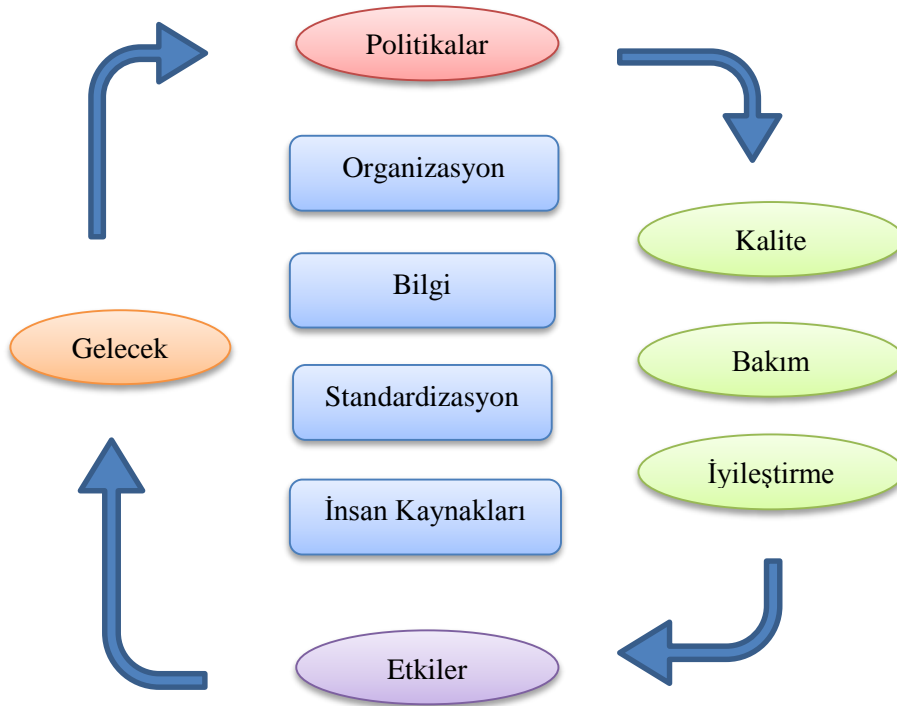 Politikalar
Organizasyon
Bilgi
Standardizasyon
İnsan Kaynakları
Kalite
Bakım
İyileştirme
Etkiler
Gelecek